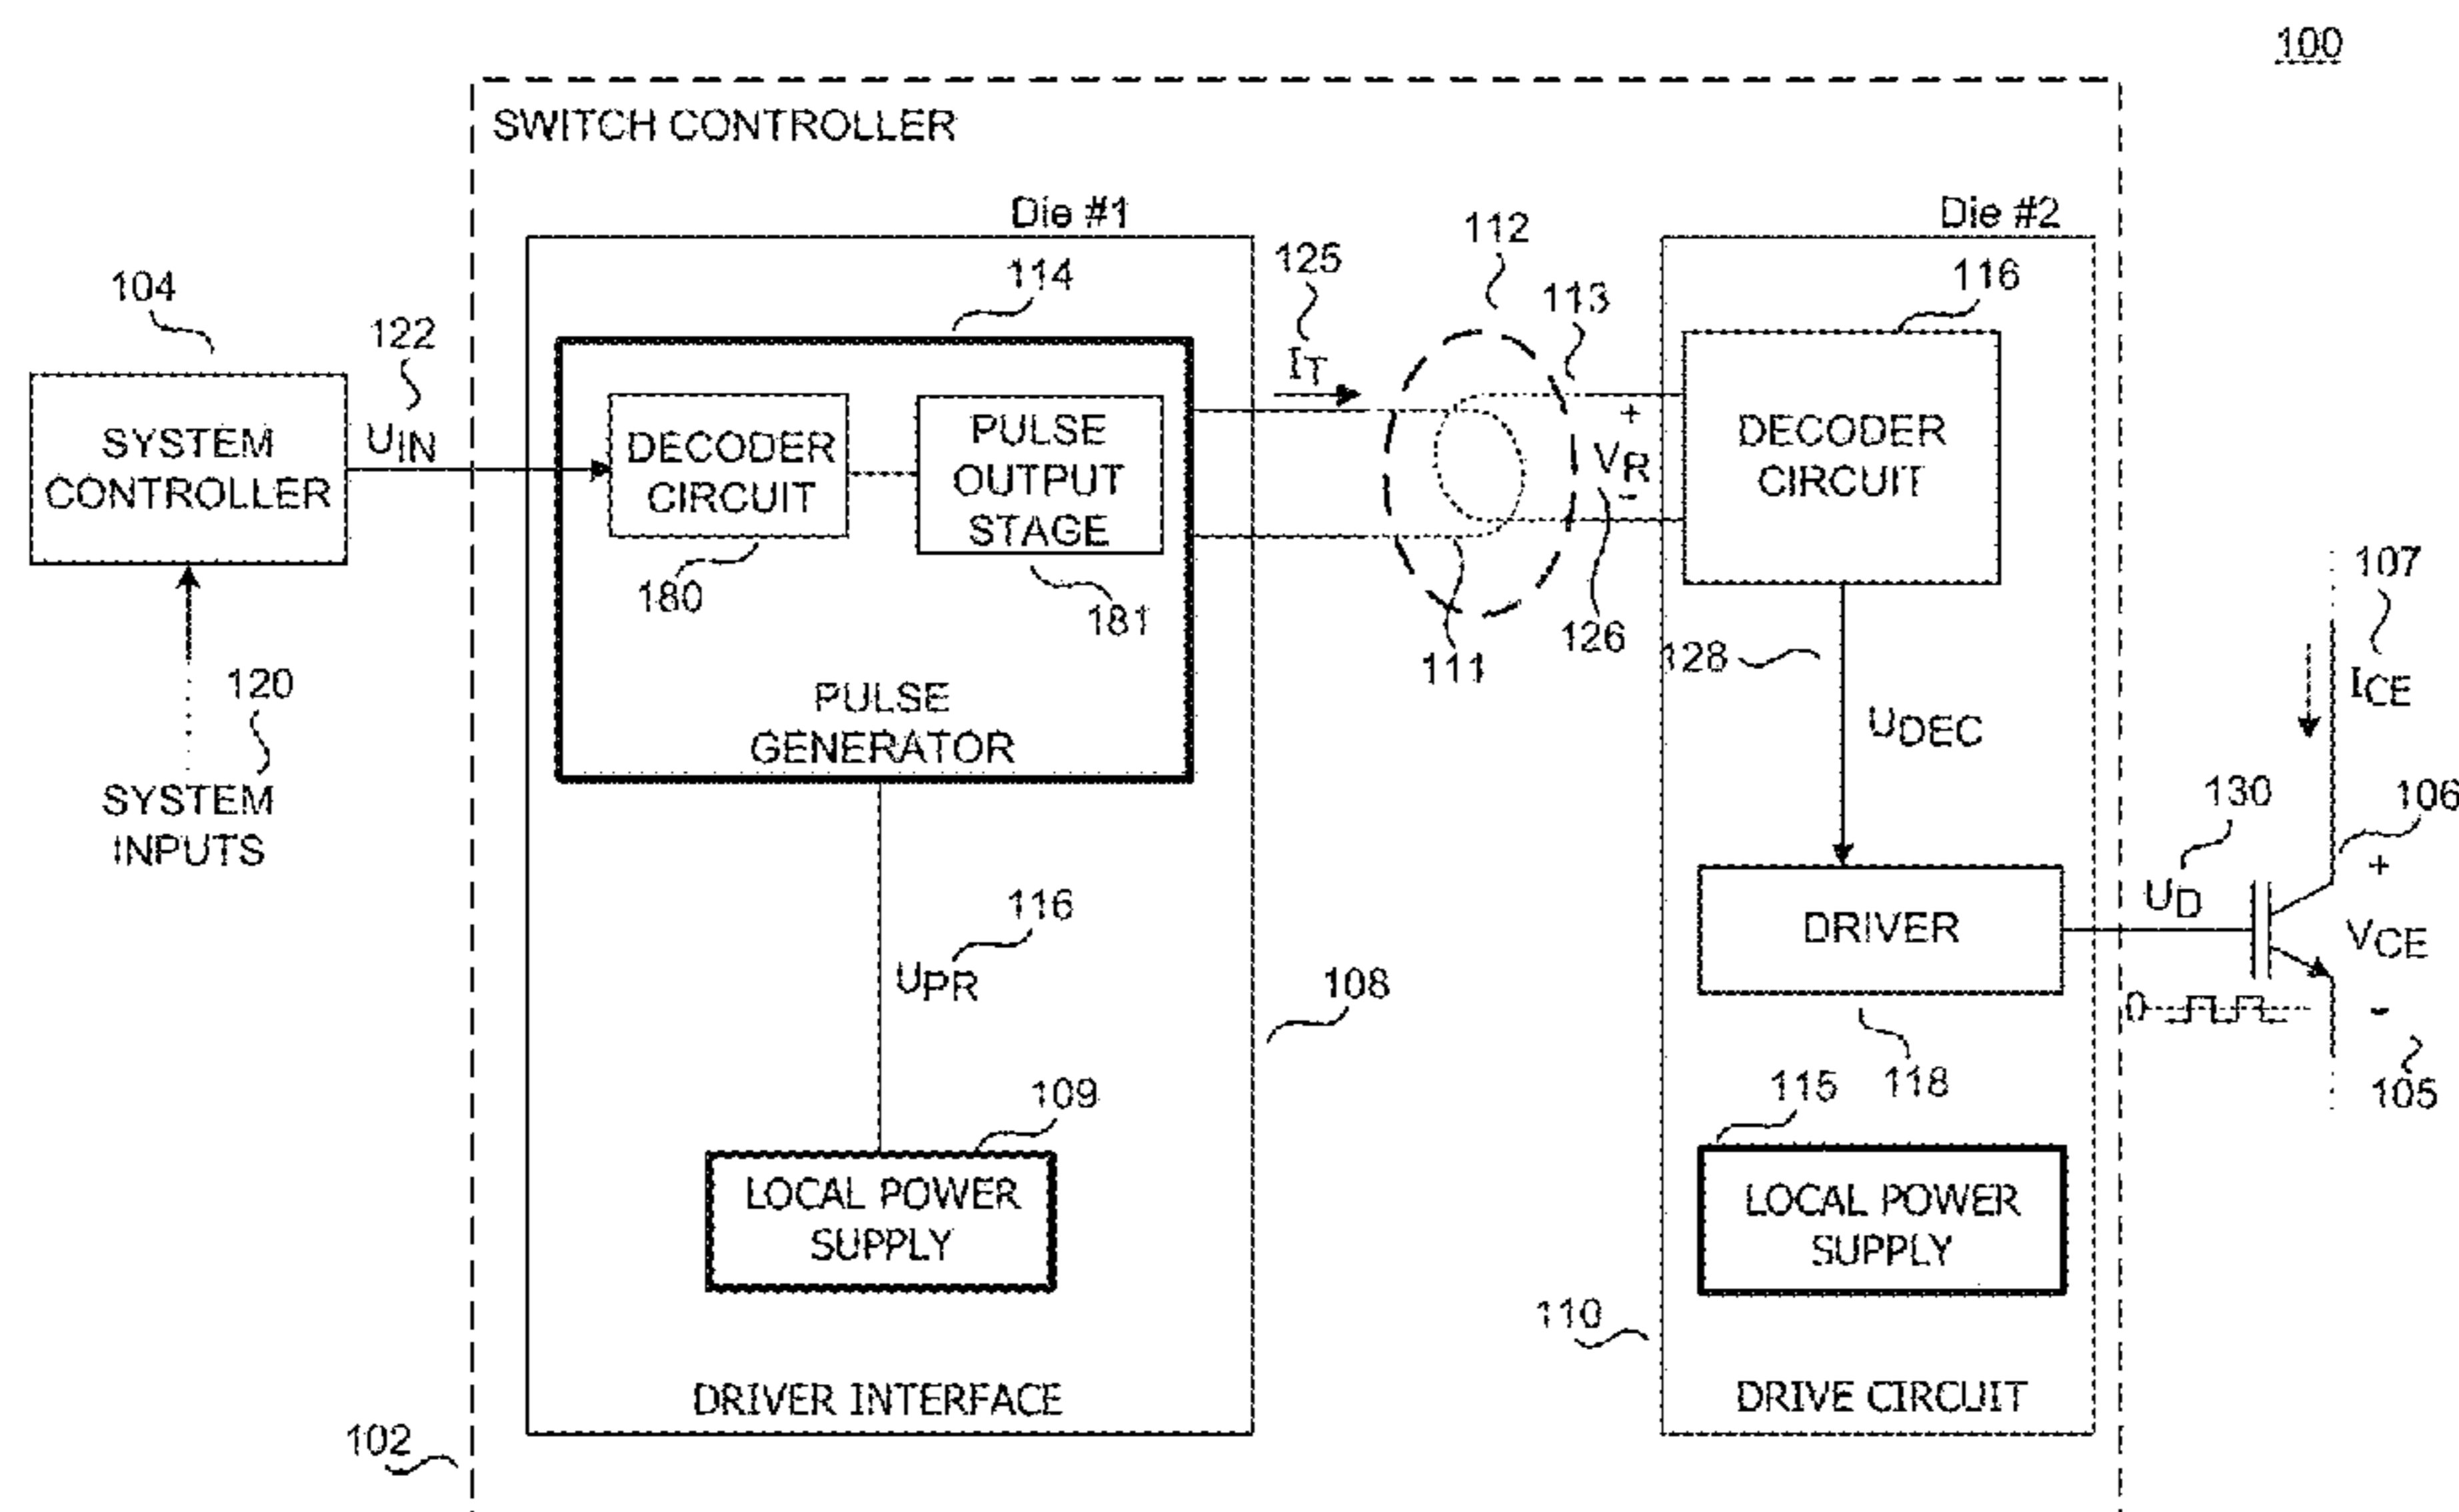 100
SWITCH CONTROLLER
Die #1
Die #2
104
122
114
125
112
113
116
SYSTEM
CONTROLLER
UIN
DECODER
CIRCUIT
180
PULSE
OUTPUT
STAGE
181
IT
+
VR
-
126
111
DECODER
CIRCUIT
107
ICE
128
UDEC
120
SYSTEM
INPUTS
PULSE
GENERATOR
130
106
UD
+
VCE
-
105
0
116
UPR
108
DRIVER
118
109
LOCAL POWER
SUPPLY
115
LOCAL POWER
SUPPLY
110
DRIVER INTERFACE
DRIVE CIRCUIT
102